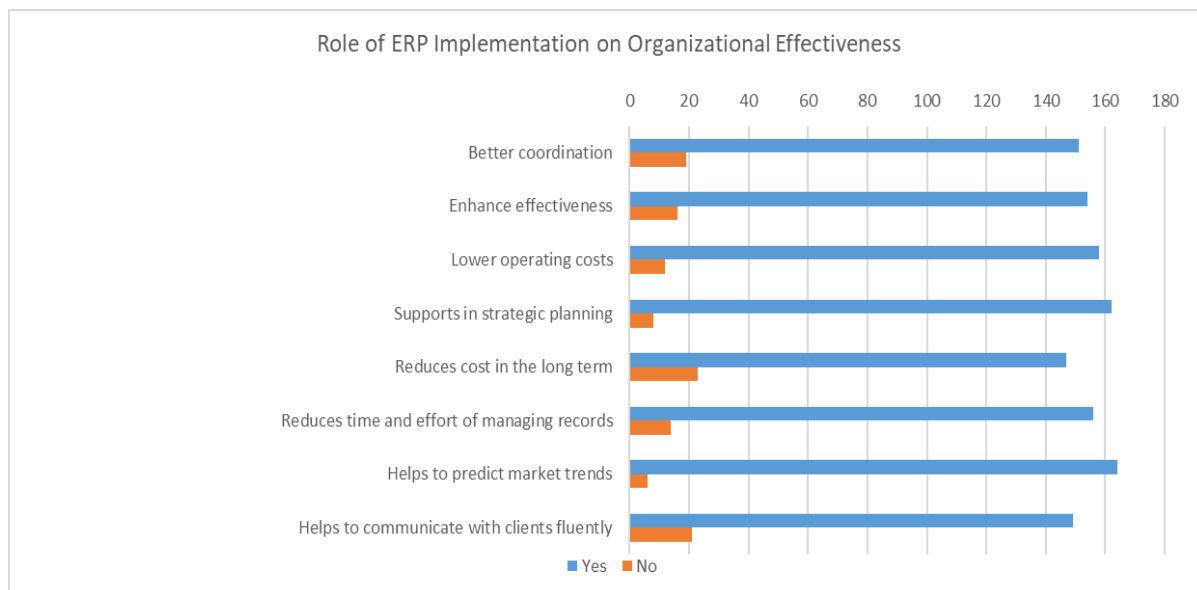 Role of ERP Implementation on Organizational Effectiveness
0 20 40 60 80 100 120 140 160 180
Better coordination
Enhance effectiveness
Lower operating costs
Supports in strategic planning
Reduces cost in the long term
Reduces time and effort of managing records
Helps to predict market trends
Helps to communicate with clients fluently
Yes No